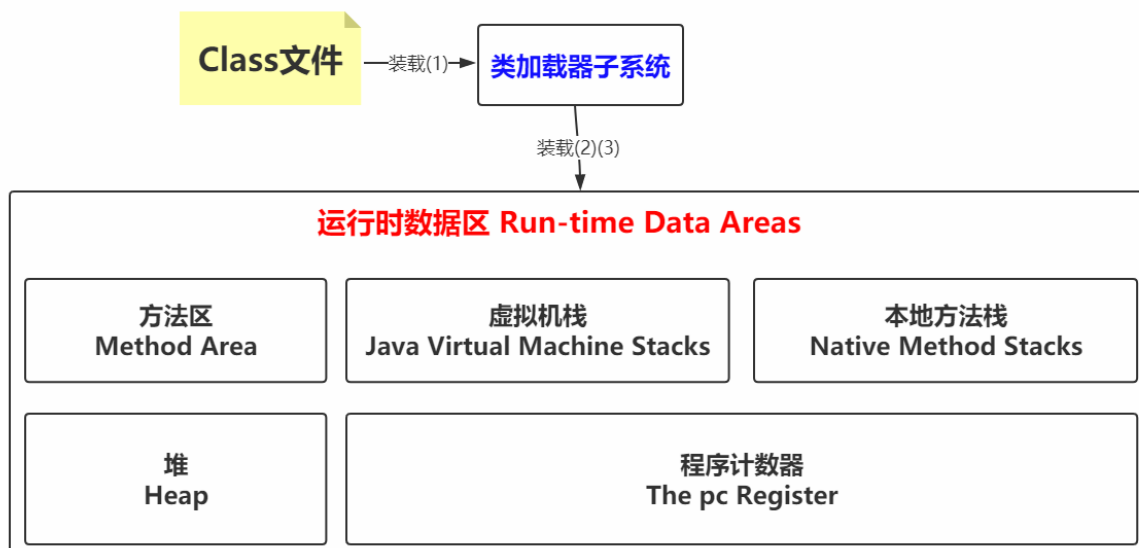 Class文件
装载(1)
类加载器子系统
装载(2)(3)
运行时数据区 Run-time Data Areas
方法区
Method Area
虚拟机栈
Java Virtual Machine Stacks
本地方法栈
Native Method Stacks
堆
Heap
程序计数器
The pc Register